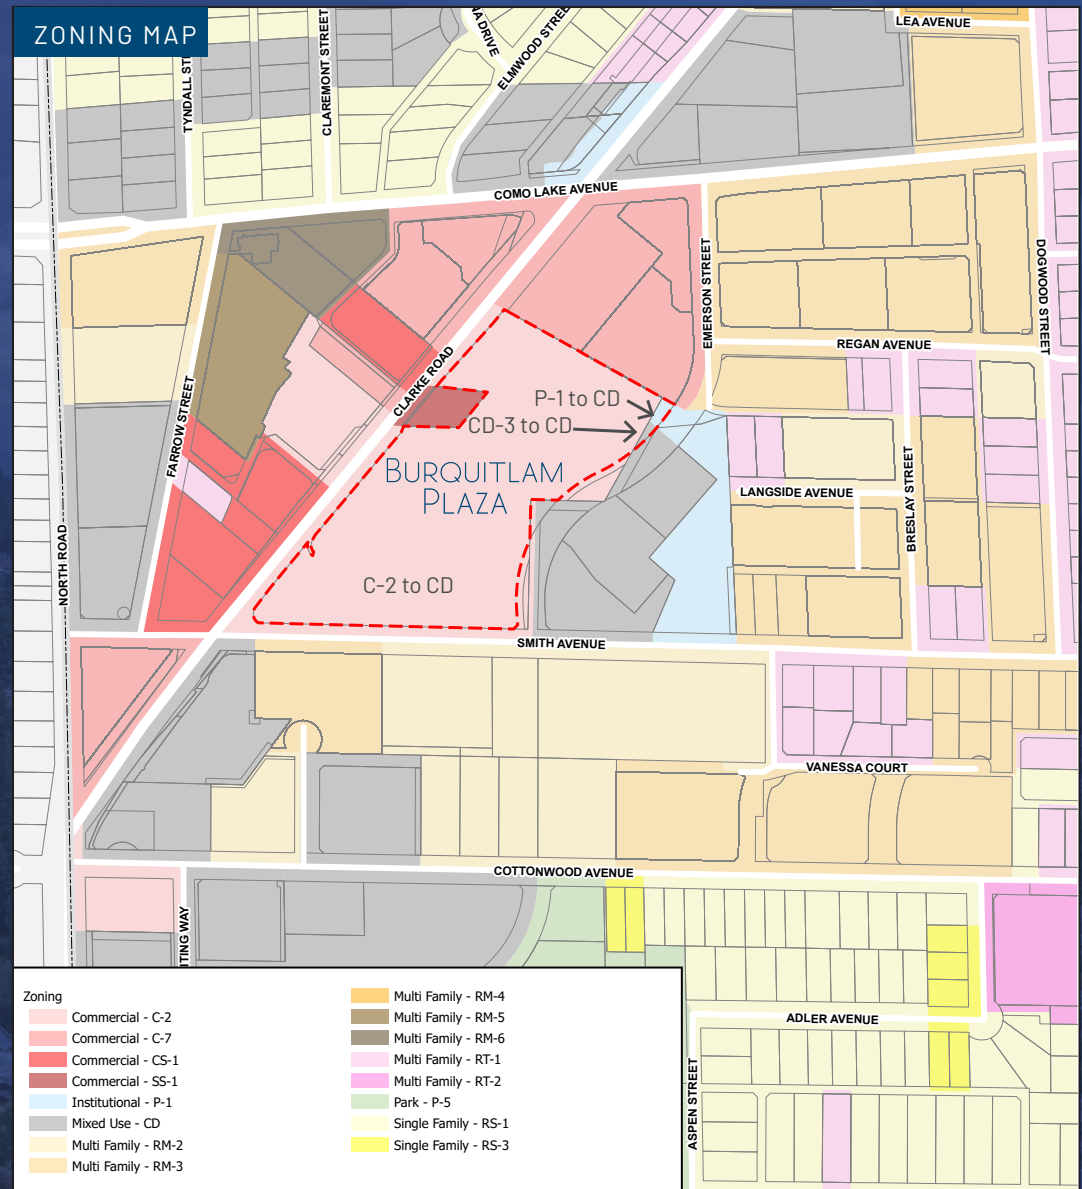 ZONING MAP
TYNDALL ST
CLAREMONT STREET
NA DRIVE
ELMWOOD STREE
LEA AVENUE
COMO LAKE AVENUE
EMERSON STREET
DOGWOOD STREET
REGAN AVENUE
CLARKE ROAD
FARROW STREET
P-1 to CD
CD-3 to CD
BURQUITLAM
PLAZA
LANGSIDE AVENUE
BRESLAY STREET
NORTH ROAD
C-2 to CD
SMITH AVENUE
VANESSA COURT
COTTONWOOD AVENUE
TING WAY
ADLER AVENUE
ASPEN STREET
Zoning
Commercial - C-2
Commercial - C-7
Commercial - CS-1
Commercial - SS-1
Institutional - P-1
Mixed Use - CD
Multi Family - RM-2
Multi Family - RM-3
Multi Family - RM-4
Multi Family - RM-5
Multi Family - RM-6
Multi Family - RT-1
Multi Family - RT-2
Park - P-5
Single Family - RS-1
Single Family - RS-3